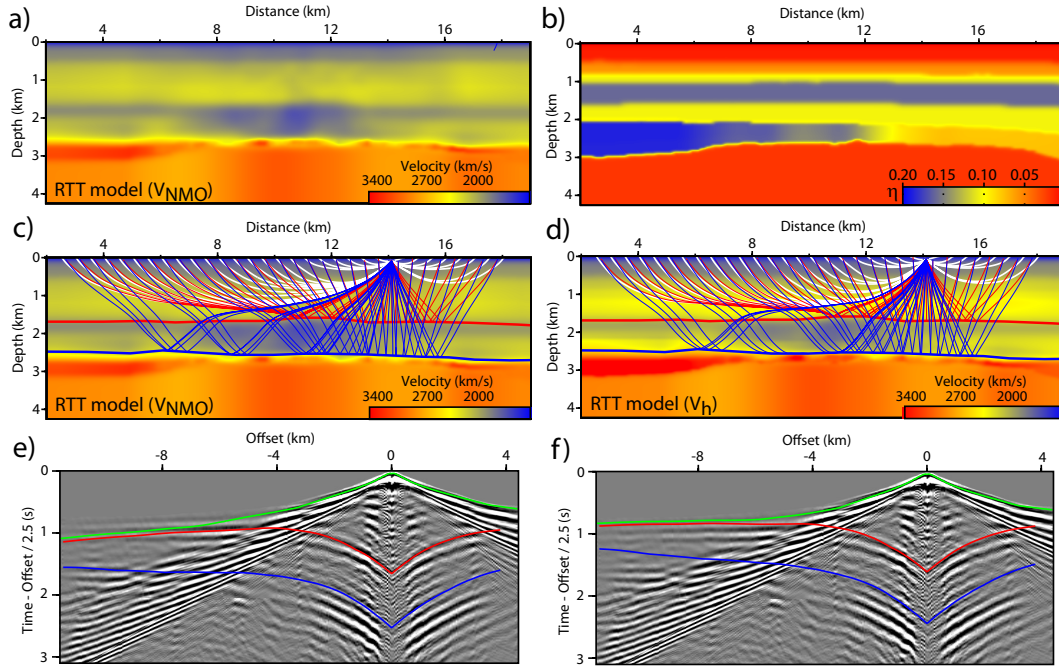 a)
Distance (km)
4 8 12 16
0
1
2
3
4
Depth (km)
Velocity (km/s)
3400 2700 2000
RTT model (VNMO)
b)
Distance (km)
4 8 12 16
0
1
2
3
4
Depth (km)
η
0.20 0.15 0.10 0.05
c)
Distance (km)
4 8 12 16
0
1
2
3
4
Depth (km)
Velocity (km/s)
3400 2700 2000
RTT model (VNMO)
d)
Distance (km)
4 8 12 16
0
1
2
3
4
Depth (km)
Velocity (km/s)
3400 2700 2000
RTT model (Vh)
e)
Offset (km)
-8 -4 0 4
0
1
2
3
Time - Offset / 2.5 (s)
f)
Offset (km)
-8 -4 0 4
0
1
2
3
Time - Offset / 2.5 (s)